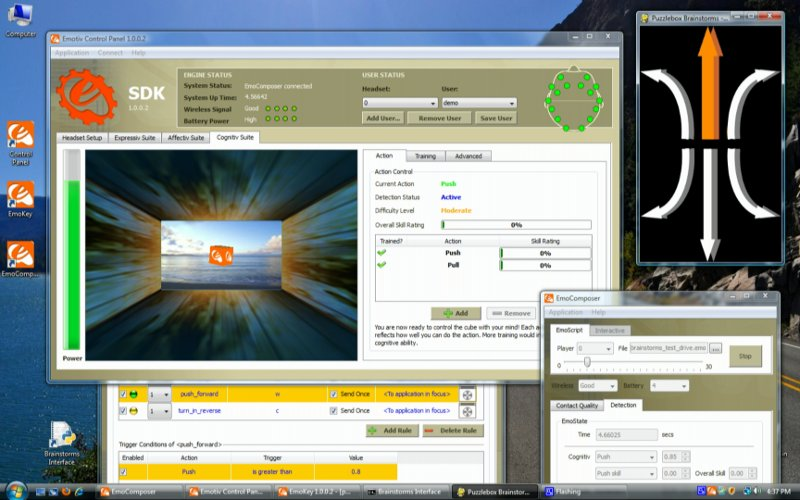 Computer
Control
Panel
EmoKey
EmoComp...
Brainstorms
Interface
Emotiv Control Panel 1.0.0.2
Application Connect Help
SDK
1.0.0.2
ENGINE STATUS
System Status: EmoComposer connected
System Up Time: 4.56642
Wireless Signal Good
Battery Power High
USER STATUS
Headset: User:
0 demo
Add User... Remove User Save User
Headset Setup Expressiv Suite Affectiv Suite Cognitiv Suite
Power
Action Training Advanced
Action Control
Current Action Push
Detection Status Active
Difficulty Level Moderate
Overall Skill Rating 0%
Trained? Action Skill Rating
Push 0%
Pull 0%
Add Remove
You are now ready to control the cube with your mind! Each a
reflects how well you can do the action. More training would in
cognitive ability.
1 push_forward w Send Once <To application in focus>
1 turn_in_reverse c Send Once <To application in focus>
Add Rule Delete Rule
Trigger Conditions of <push_forward>
Enabled Action Trigger Value
Push is greater than 0.8
Puzzlebox Brainstorms -
EmoComposer
Application Help
EmoScript Interactive
Player 0 File brainstorms_test_drive.emo ...
Stop
0 30
Wireless Good Battery 4
Contact Quality Detection
EmoState
Time 4.66025 secs
Cognitiv Push 0.85
Push skill 0.00 Overall Skill 0.00
EmoComposer
Emotiv Control Pan...
EmoKey 1.0.0.2 - [p...
Brainstorms Interface
Puzzlebox Brainstor...
Flashing
4:37 PM